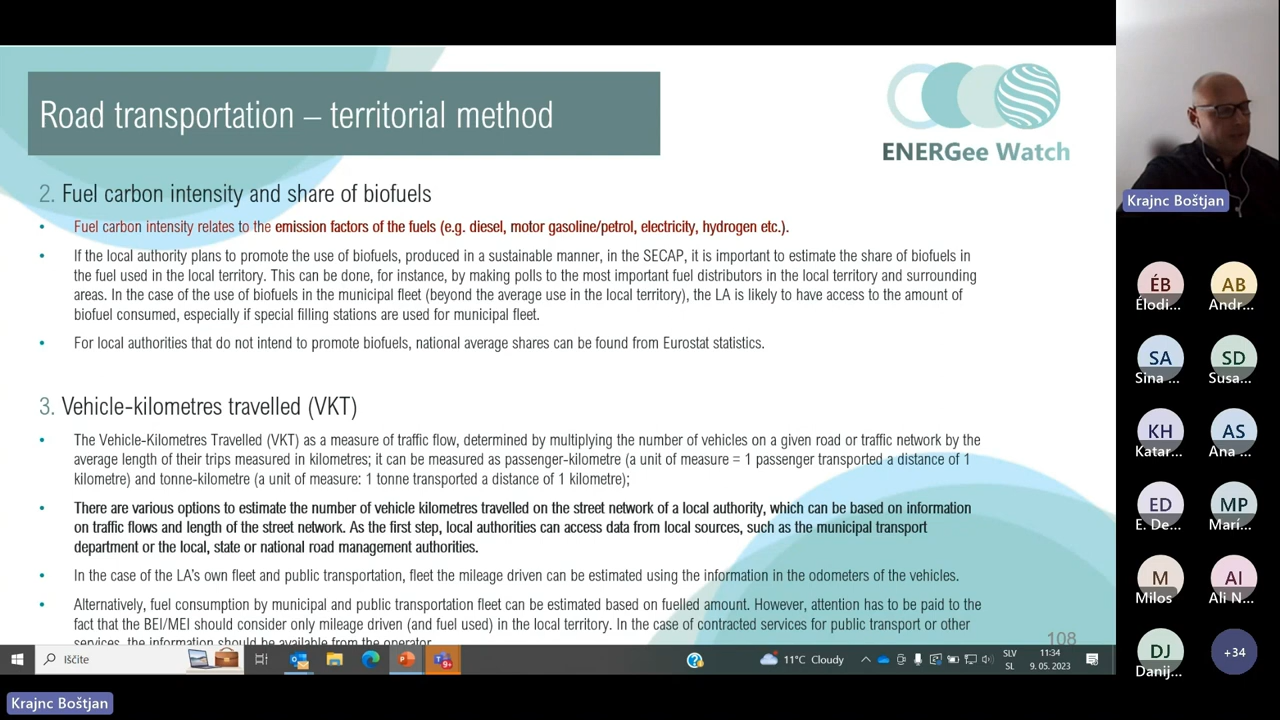 Road transportation – territorial method
ENERGee Watch
2. Fuel carbon intensity and share of biofuels
• Fuel carbon intensity relates to the emission factors of the fuels (e.g. diesel, motor gasoline/petrol, electricity, hydrogen etc.).
• If the local authority plans to promote the use of biofuels, produced in a sustainable manner, in the SECAP, it is important to estimate the share of biofuels in
the fuel used in the local territory. This can be done, for instance, by making polls to the most important fuel distributors in the local territory and surrounding
areas. In the case of the use of biofuels in the municipal fleet (beyond the average use in the local territory), the LA is likely to have access to the amount of
biofuel consumed, especially if special filling stations are used for municipal fleet.
• For local authorities that do not intend to promote biofuels, national average shares can be found from Eurostat statistics.
3. Vehicle-kilometres travelled (VKT)
• The Vehicle-Kilometres Travelled (VKT) as a measure of traffic flow, determined by multiplying the number of vehicles on a given road or traffic network by the
average length of their trips measured in kilometres; it can be measured as passenger-kilometre (a unit of measure = 1 passenger transported a distance of 1
kilometre) and tonne-kilometre (a unit of measure: 1 tonne transported a distance of 1 kilometre);
• There are various options to estimate the number of vehicle kilometres travelled on the street network of a local authority, which can be based on information
on traffic flows and length of the street network. As the first step, local authorities can access data from local sources, such as the municipal transport
department or the local, state or national road management authorities.
• In the case of the LA's own fleet and public transportation, fleet the mileage driven can be estimated using the information in the odometers of the vehicles.
• Alternatively, fuel consumption by municipal and public transportation fleet can be estimated based on fuelled amount. However, attention has to be paid to the
fact that the BEI/MEI should consider only mileage driven (and fuel used) in the local territory. In the case of contracted services for public transport or other
services, the information should be available from the operator.
108
Iščite
9+
11°C Cloudy
SLV
SL
11:34
9. 05. 2023
Krajnc Boštjan
Krajnc Boštjan
ÉB
Élodi...
AB
Andr...
SA
Sina ...
SD
Susa...
KH
Katar...
AS
Ana ...
ED
E. De...
MP
Marí...
M
Milos
AI
Ali N...
DJ
Danij...
+34